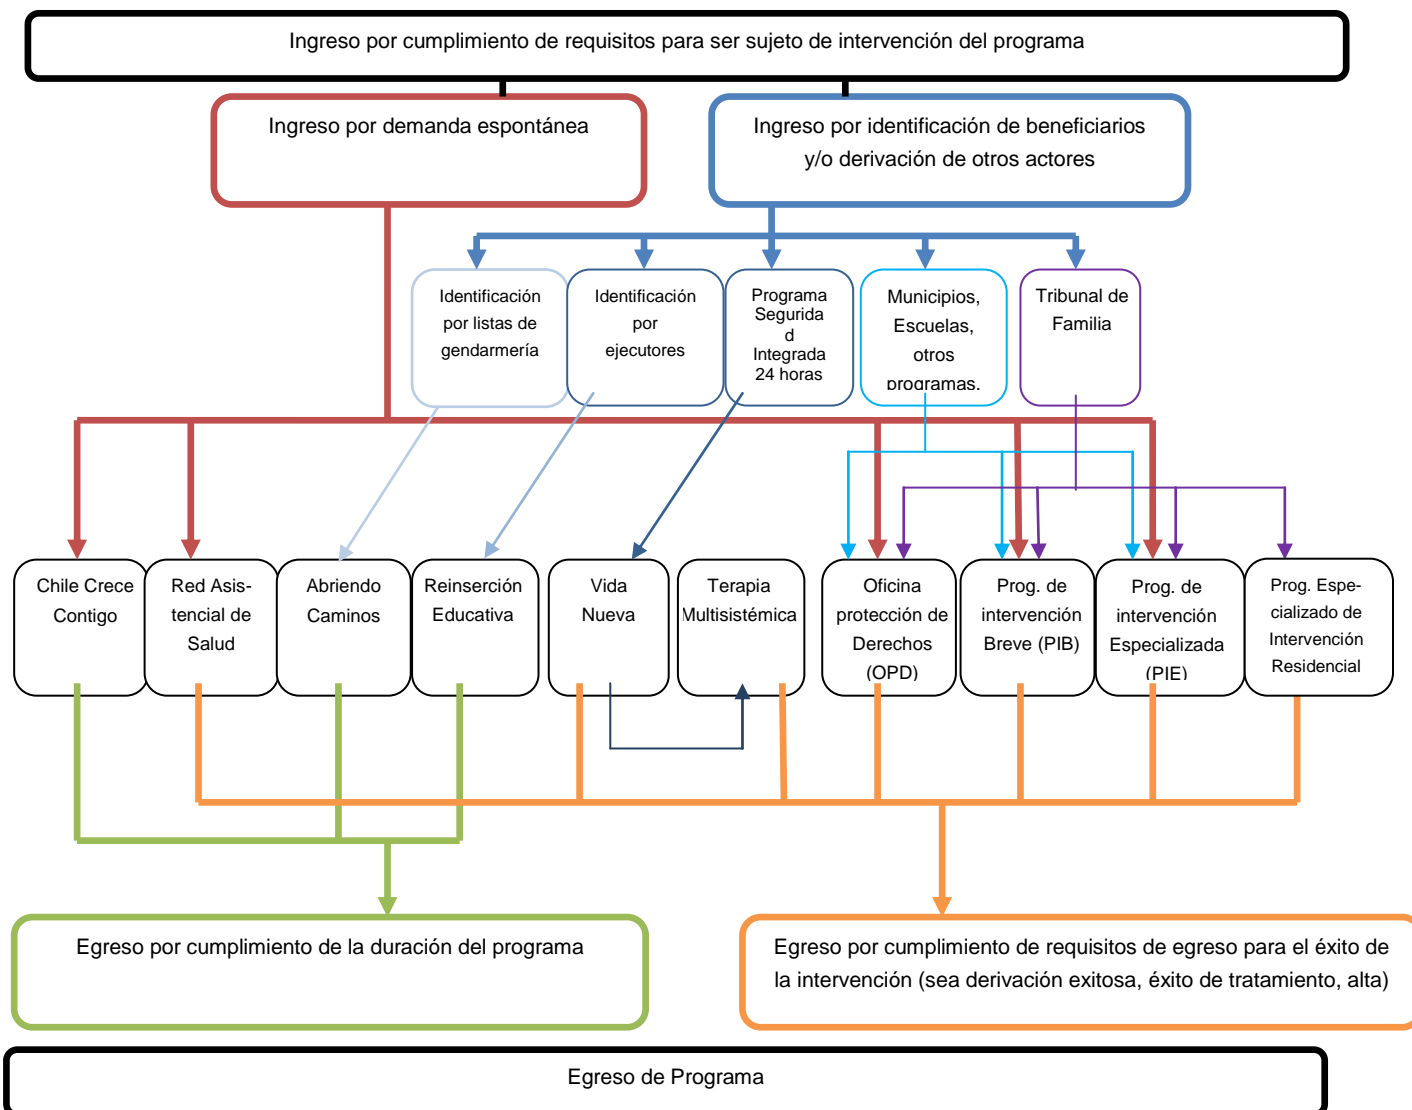 Ingreso por cumplimiento de requisitos para ser sujeto de intervención del programa
Ingreso por demanda espontánea
Ingreso por identificación de beneficiarios
y/o derivación de otros actores
Identificación
por listas de
gendarmería
Identificación
por
ejecutores
Programa
Segurida
d
Integrada
24 horas
Municipios,
Escuelas,
otros
programas.
Tribunal de
Familia
Chile Crece
Contigo
Red Asis-
tencial de
Salud
Abriendo
Caminos
Reinserción
Educativa
Vida
Nueva
Terapia
Multisistémica
Oficina
protección de
Derechos
(OPD)
Prog. de
intervención
Breve (PIB)
Prog. de
intervención
Especializada
(PIE)
Prog. Espe-
cializado de
Intervención
Residencial
Egreso por cumplimiento de la duración del programa
Egreso por cumplimiento de requisitos de egreso para el éxito de
la intervención (sea derivación exitosa, éxito de tratamiento, alta)
Egreso de Programa